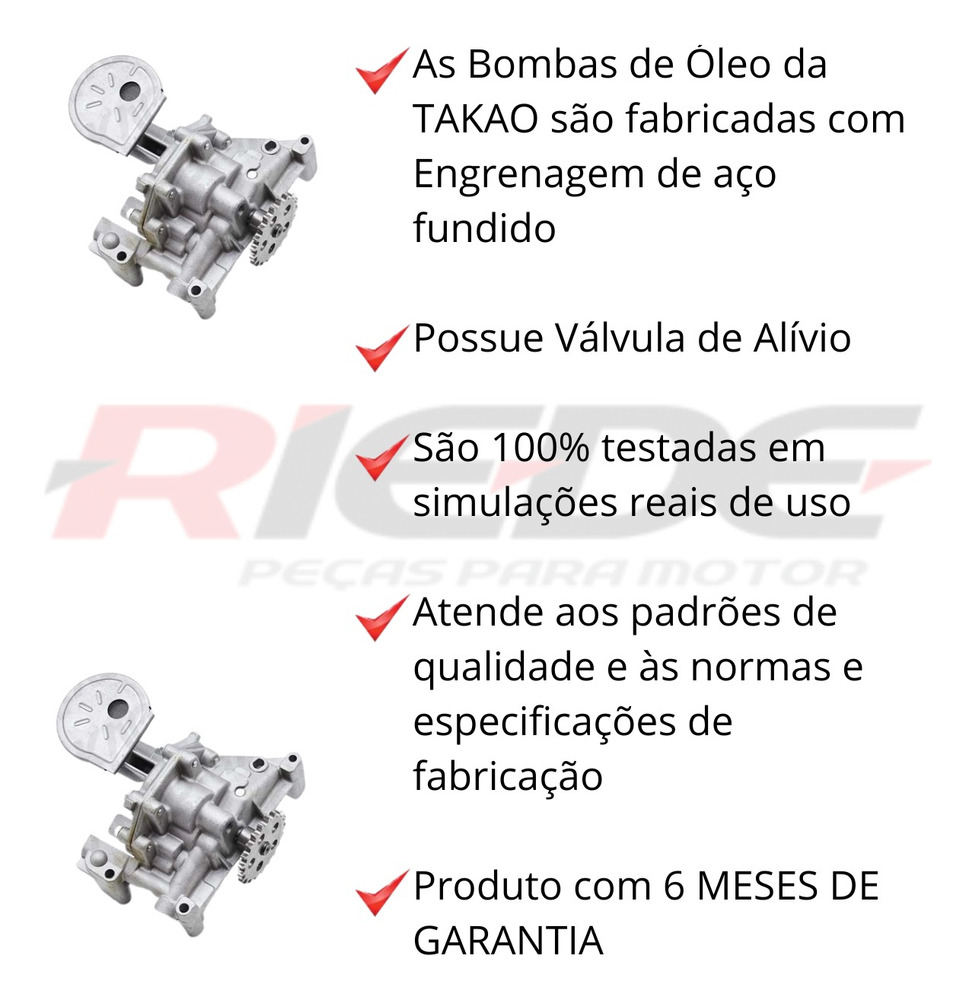 As Bombas de Óleo da
TAKAO são fabricadas com
Engrenagem de aço
fundido
Possue Válvula de Alívio
RIEDE
São 100% testadas em
simulações reais de uso
PEÇAS PARA MOTOR
Atende aos padrões de
qualidade e às normas e
especificações de
fabricação
Produto com 6 MESES DE
GARANTIA